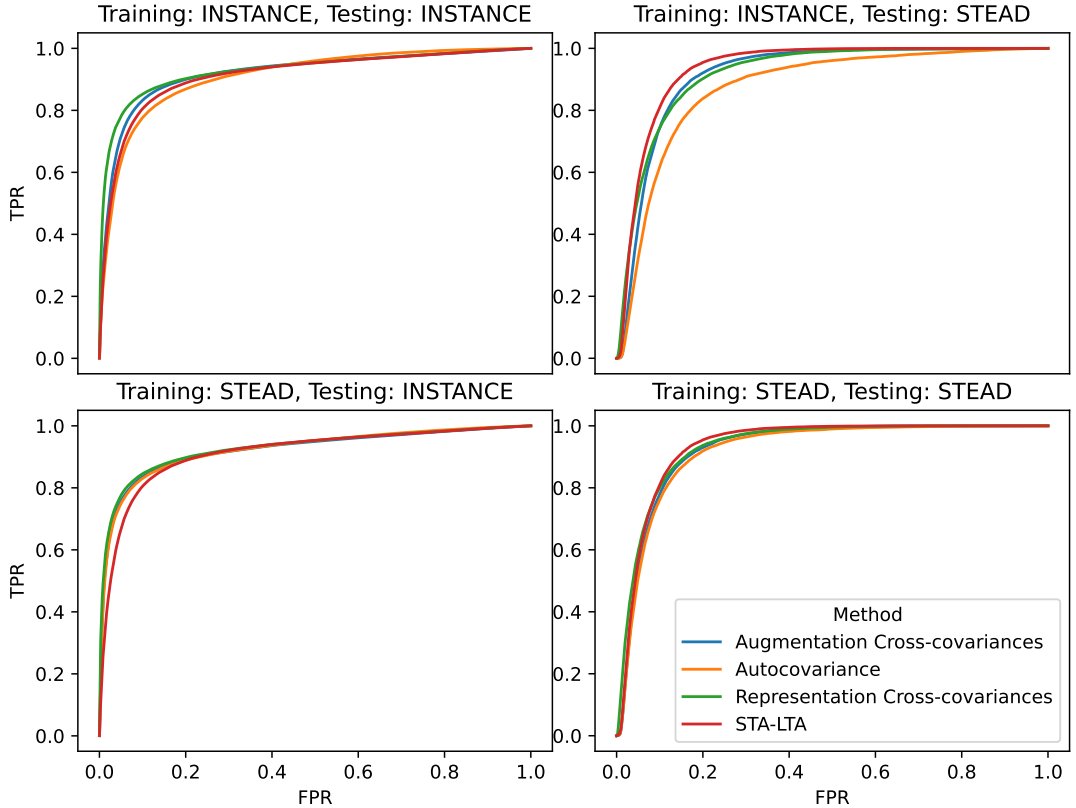 Training: INSTANCE, Testing: INSTANCE
Training: INSTANCE, Testing: STEAD
1.0
0.8
0.6
0.4
0.2
0.0
TPR
1.0
0.8
0.6
0.4
0.2
0.0
Training: STEAD, Testing: INSTANCE
Training: STEAD, Testing: STEAD
1.0
0.8
0.6
0.4
0.2
0.0
TPR
0.0 0.2 0.4 0.6 0.8 1.0
FPR
1.0
0.8
0.6
0.4
0.2
0.0
Method
Augmentation Cross-covariances
Autocovariance
Representation Cross-covariances
STA-LTA
0.0 0.2 0.4 0.6 0.8 1.0
FPR